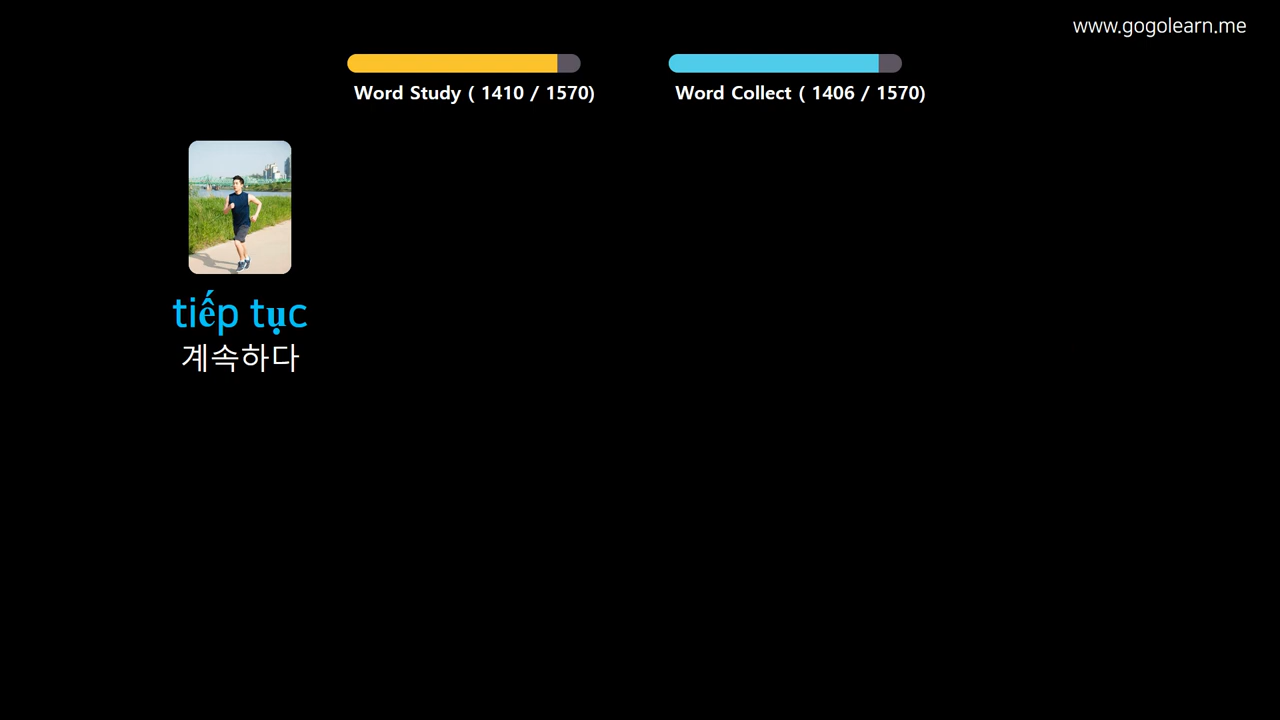 www.gogolearn.me
Word Study ( 1410 / 1570)
Word Collect ( 1406 / 1570)
tiếp tục
계속하다